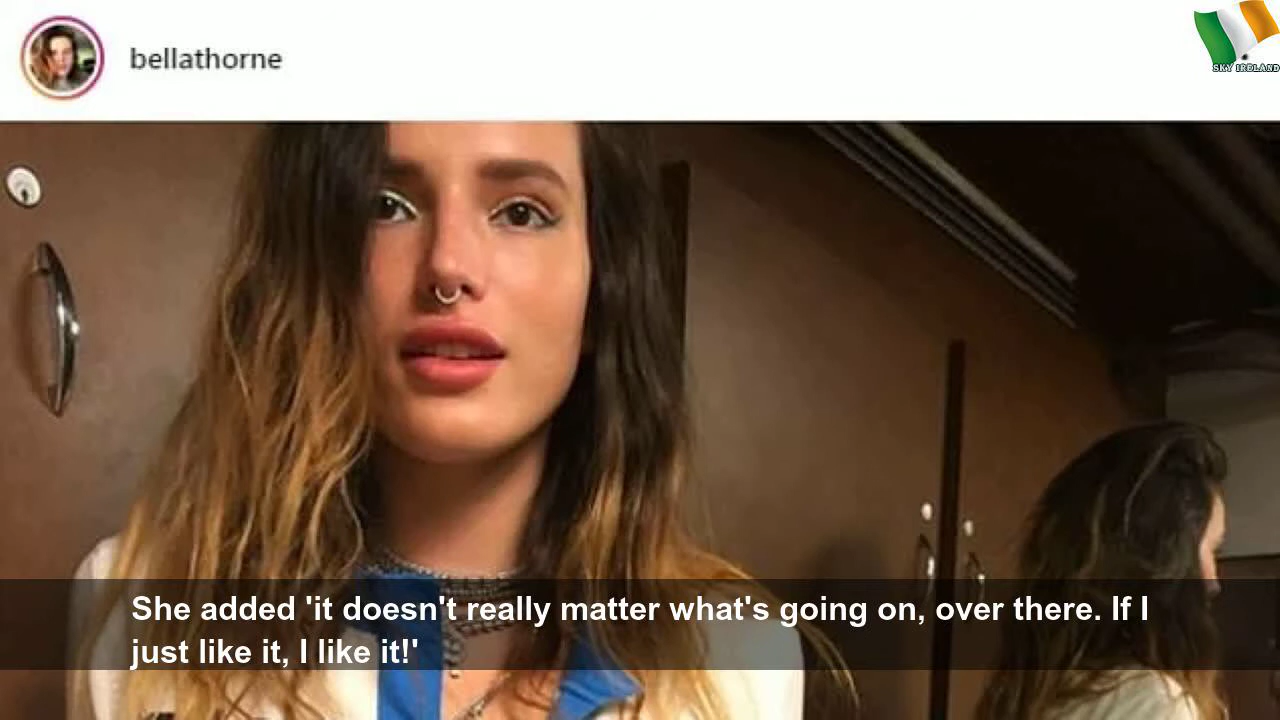 bellathorne
SKY IRELAND
She added 'it doesn't really matter what's going on, over there. If I
just like it, I like it!'